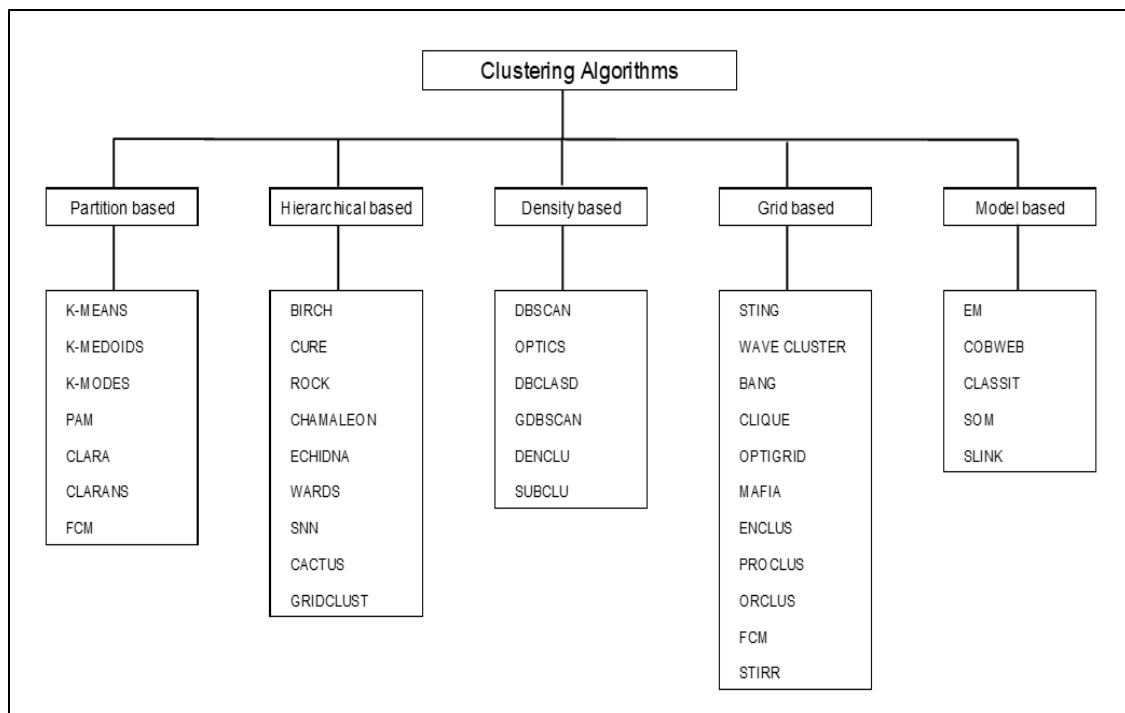 Clustering Algorithms
Partition based
Hierarchical based
Density based
Grid based
Model based
K-MEANS
K-MEDOIDS
K-MODES
PAM
CLARA
CLARANS
FCM
BIRCH
CURE
ROCK
CHAMALEON
ECHIDNA
WARDS
SNN
CACTUS
GRIDCLUST
DBSCAN
OPTICS
DBCLASD
GDBSCAN
DENCLU
SUBCLU
STING
WAVE CLUSTER
BANG
CLIQUE
OPTIGRID
MAFIA
ENCLUS
PROCLUS
ORCLUS
FCM
STIRR
EM
COBWEB
CLASSIT
SOM
SLINK